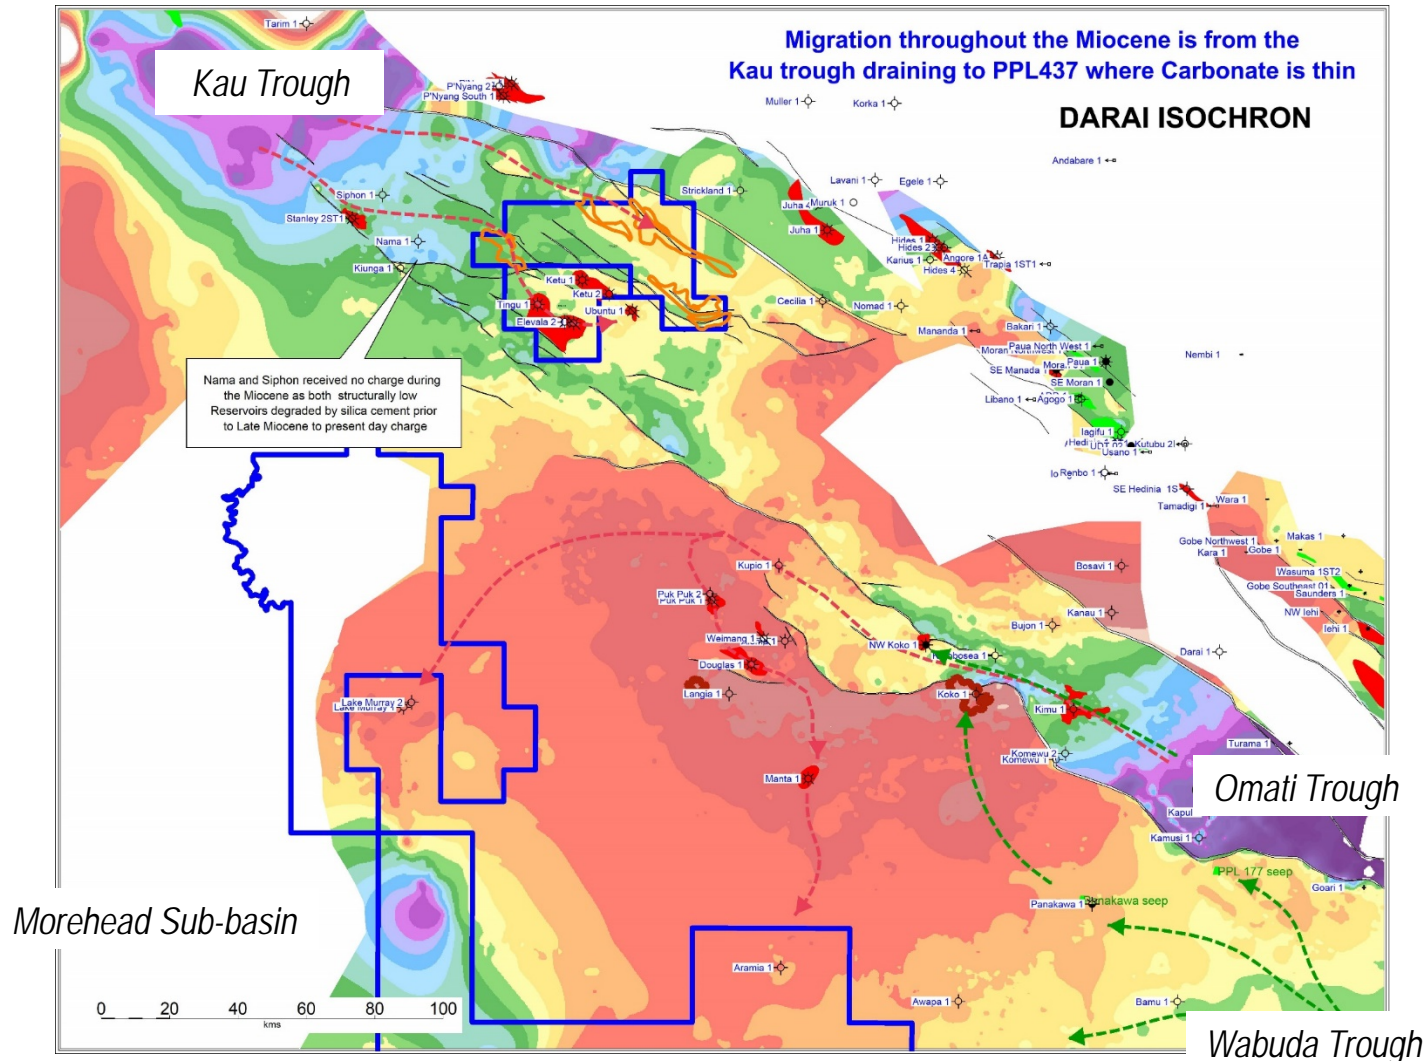 Migration throughout the Miocene is from the
Kau trough draining to PPL437 where Carbonate is thin
DARAI ISOCHRON
Kau Trough
Tarim 1
P'Nyang 2
P'Nyang South 1
Muller 1
Korka 1
Andabare 1
Siphon 1
Stanley 2ST1
Nama 1
Kiunga 1
Strickland 1
Lavani 1
Egele 1
Muruk 1
Juha 1
Hides 1
Hides 2
Karius 1
Angore 1A
Hides 4
Trapia 1ST1
Ketu 1
Ketu 2
Tingu 1
Ubuntu 1
Elevala 2
Cecilia 1
Nomad 1
Mananda 1
Bakari 1
Paua North West 1
Moran Northwest 1
Paua 1
Nembi 1
SE Manada 1
SE Moran 1
Libano 1
Agogo 1
Iagifu 1
Kutubu 2
Usano 1
Renbo 1
SE Hedinia 1S
Tamadigi 1
Wara 1
Nama and Siphon received no charge during
the Miocene as both structurally low
Reservoirs degraded by silica cement prior
to Late Miocene to present day charge
Gobe Northwest 1
Makas 1
Kara 1
Gobe 1
Wasuma 1ST2
Gobe Southeast 01
Saunders 1
NW Iehi
Iehi 1
Kupio 1
Bosavi 1
Puk Puk 2
Puk Puk 1
Kanau 1
Bujon 1
Weimang 1
NW Koko 1
Douglas 1
Darai 1
Langia 1
Koko 1
Kimu 1
Lake Murray 2
Lake Murray 1
Turama 1
Komewu 2
Komewu 1
Manta 1
Omati Trough
Kapul
Kamusi 1
PPL 177 seep
Goari 1
Panakawa 1
Panakawa seep
Morehead Sub-basin
Aramia 1
Awapa 1
Bamu 1
0 20 40 60 80 100
kms
Wabuda Trough